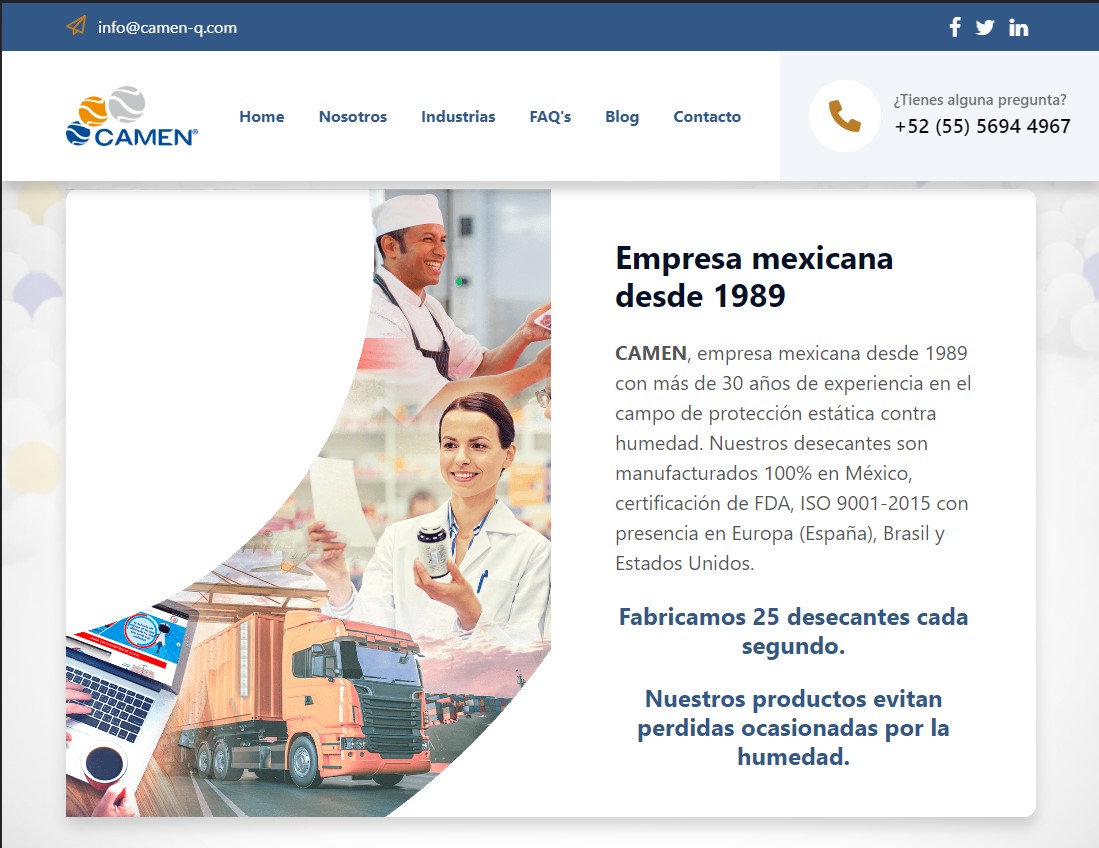 info@camen-q.com
CAMEN®
Home Nosotros Industrias FAQ's Blog Contacto
¿Tienes alguna pregunta?
+52 (55) 5694 4967
Empresa mexicana
desde 1989
CAMEN, empresa mexicana desde 1989
con más de 30 años de experiencia en el
campo de protección estática contra
humedad. Nuestros desecantes son
manufacturados 100% en México,
certificación de FDA, ISO 9001-2015 con
presencia en Europa (España), Brasil y
Estados Unidos.
Fabricamos 25 desecantes cada
segundo.
Nuestros productos evitan
perdidas ocasionadas por la
humedad.